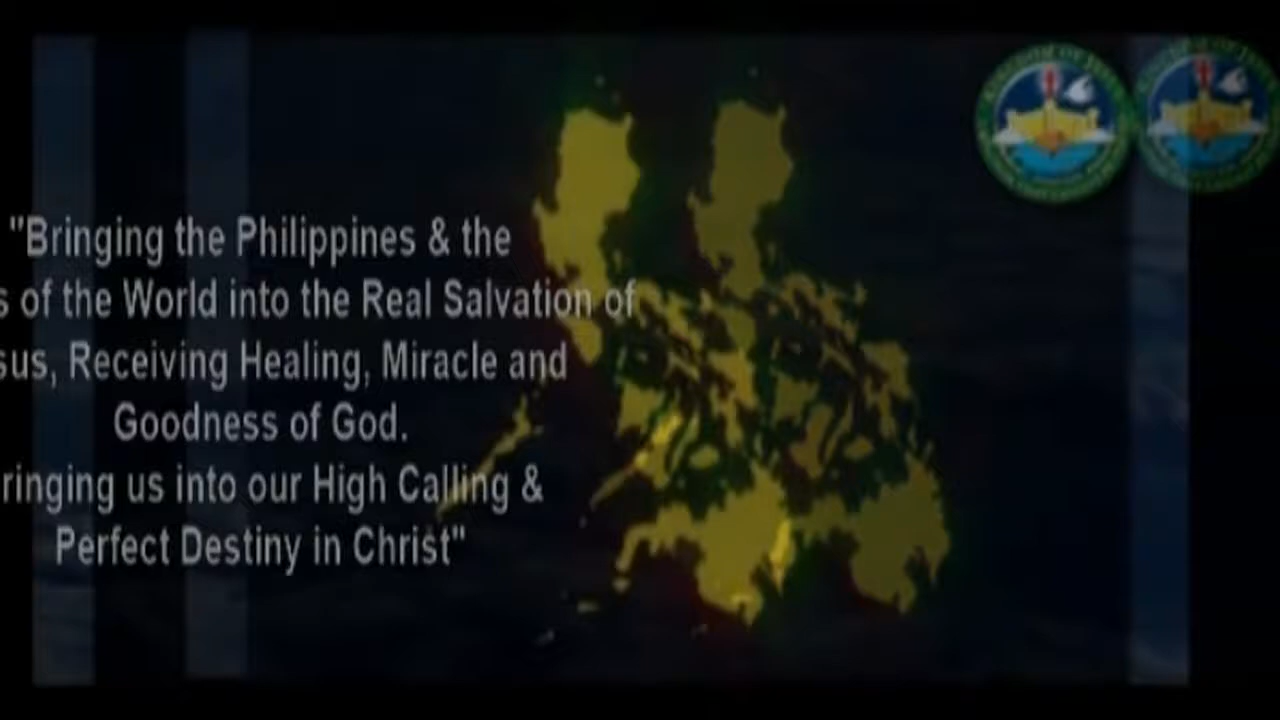 "Bringing the Philippines & the
s of the World into the Real Salvation of
sus, Receiving Healing, Miracle and
Goodness of God.
ringing us into our High Calling &
Perfect Destiny in Christ"